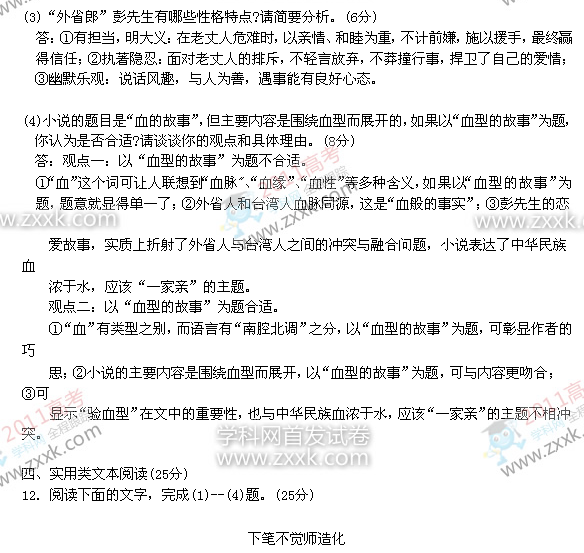 (3) “外省郎”彭先生有哪些性格特点?请简要分析。(6分)
答: ①有担当, 明大义: 在老丈人危难时, 以亲情、和睦为重, 不计前嫌, 施以援手, 最终赢
得信任; ②执著隐忍: 面对老丈人的排斥, 不轻言放弃, 不莽撞行事, 捍卫了自己的爱情;
③幽默乐观: 说话风趣, 与人为善, 遇事能有良好心态。
(4)小说的题目是“血的故事”, 但主要内容是围绕血型而展开的, 如果以“血型的故事”为题,
你认为是否合适?请谈谈你的观点和具体理由。(8分)
答: 观点一: 以“血型的故事”为题不合适。
①“血”这个词可让人联想到“血脉”、“血缘”、“血性”等多种含义, 如果以“血型的故事”为
题, 题意就显得单一了; ②外省人和台湾人血脉同源, 这是“血般的事实”; ③彭先生的恋
爱故事, 实质上折射了外省人与台湾人之间的冲突与融合问题, 小说表达了中华民族
血
浓于水, 应该“一家亲”的主题。
观点二: 以“血型的故事”为题合适。
①“血”有类型之别, 而语言有“南腔北调”之分, 以“血型的故事”为题, 可彰显作者的
巧
思; ②小说的主要内容是围绕血型而展开, 以“血型的故事”为题, 可与内容更吻合;
③可
显示“验血型”在文中的重要性, 也与中华民族血浓于水, 应该“一家亲”的主题不相冲
突。
四、实用类文本阅读(25分)
12. 阅读下面的文字, 完成(1)--(4)题。(25分)
下笔不觉师造化
2011高考
www.zxxk.com
学科网首发试卷
www.zxxk.com